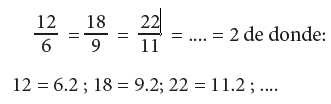 12/6 = 18/9 = 22/11 = .... = 2 de donde:
12 = 6.2 ; 18 = 9.2; 22 = 11.2 ; ....